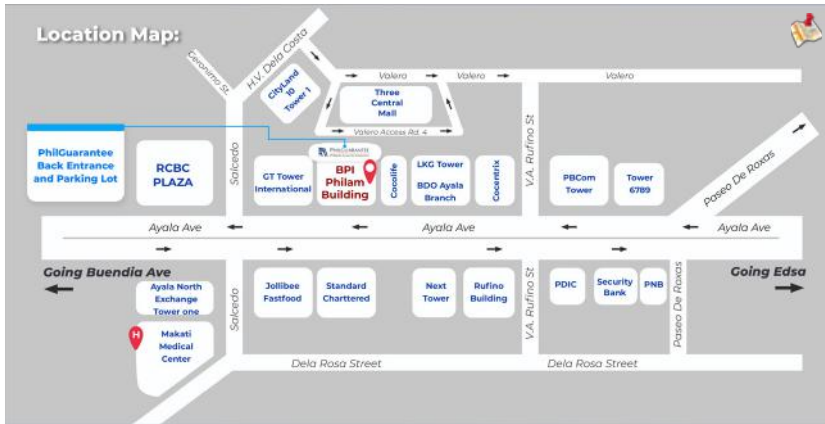 Location Map:
Geronimo St.
H.V. Dela Costa
CityLand
10
Tower 1
Valero
Valero
Valero
Three
Central
Mall
Valero Access Rd. 4
PhilGuarantee
Back Entrance
and Parking Lot
RCBC
PLAZA
Salcedo
GT Tower
International
PHILGUARANTEE
BPI
Philam
Building
Cocolife
LKG Tower
BDO Ayala
Branch
Cocentrix
V.A. Rufino St
PBCom
Tower
Tower
6789
Paseo De Roxas
Ayala Ave
Ayala Ave
Ayala Ave
Going Buendia Ave
Going Edsa
Ayala North
Exchange
Tower one
H
Makati
Medical
Center
Salcedo
Jollibee
Fastfood
Standard
Charttered
Next
Tower
Rufino
Building
V.A. Rufino St
PDIC
Security
Bank
PNB
Paseo De Roxas
Dela Rosa Street
Dela Rosa Street